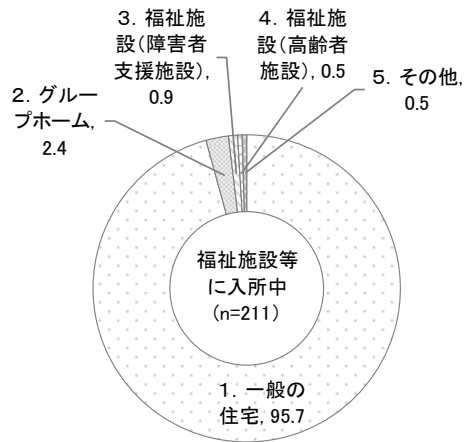 3. 福祉施
設(障害者
支援施設),
0.9
4. 福祉施
設(高齢者
施設), 0.5
5. その他,
0.5
2. グルー
プホーム,
2.4
福祉施設等
に入所中
(n=211)
1. 一般の
住宅, 95.7